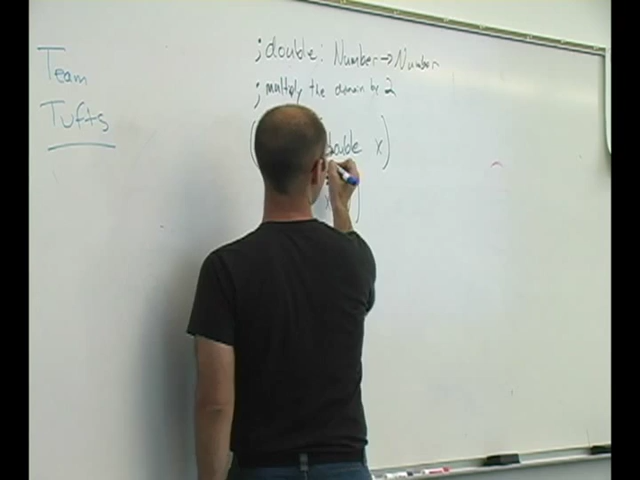 Team
Tufts
; double: Number → Number
; multiply the domain by 2
( double x)
x